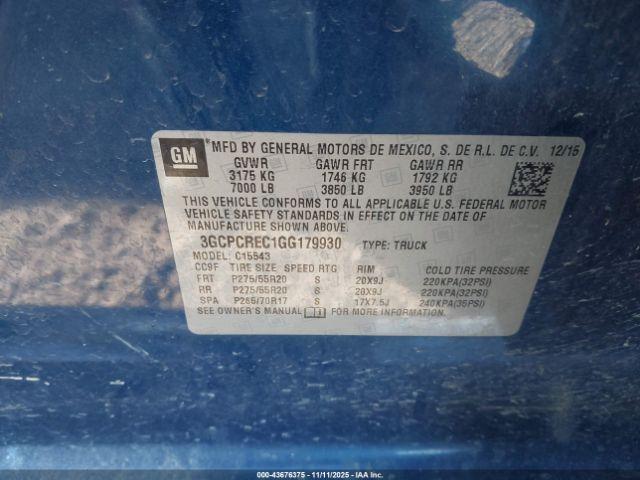 GM *MFD BY GENERAL MOTORS DE MEXICO, S. DE R.L. DE C.V. 12/15
GVWR GAWR FRT GAWR RR
3175 KG 1746 KG 1792 KG
7000 LB 3850 LB 3950 LB
THIS VEHICLE CONFORMS TO ALL APPLICABLE U.S. FEDERAL MOTOR
VEHICLE SAFETY STANDARDS IN EFFECT ON THE DATE OF
MANUFACTURE SHOWN ABOVE.
3GCPCREC1GG179930 TYPE: TRUCK
MODEL: C15543
CC9F TIRE SIZE SPEED RTG RIM COLD TIRE PRESSURE
FRT P275/55R20 S 20X9J 220KPA(32PSI)
RR P275/55R20 S 20X9J 220KPA(32PSI)
SPA P265/70R17 S 17X7.5J 240KPA(35PSI)
SEE OWNER'S MANUAL FOR MORE INFORMATION.
000-43676375 - 11/11/2025 - IAAI.com